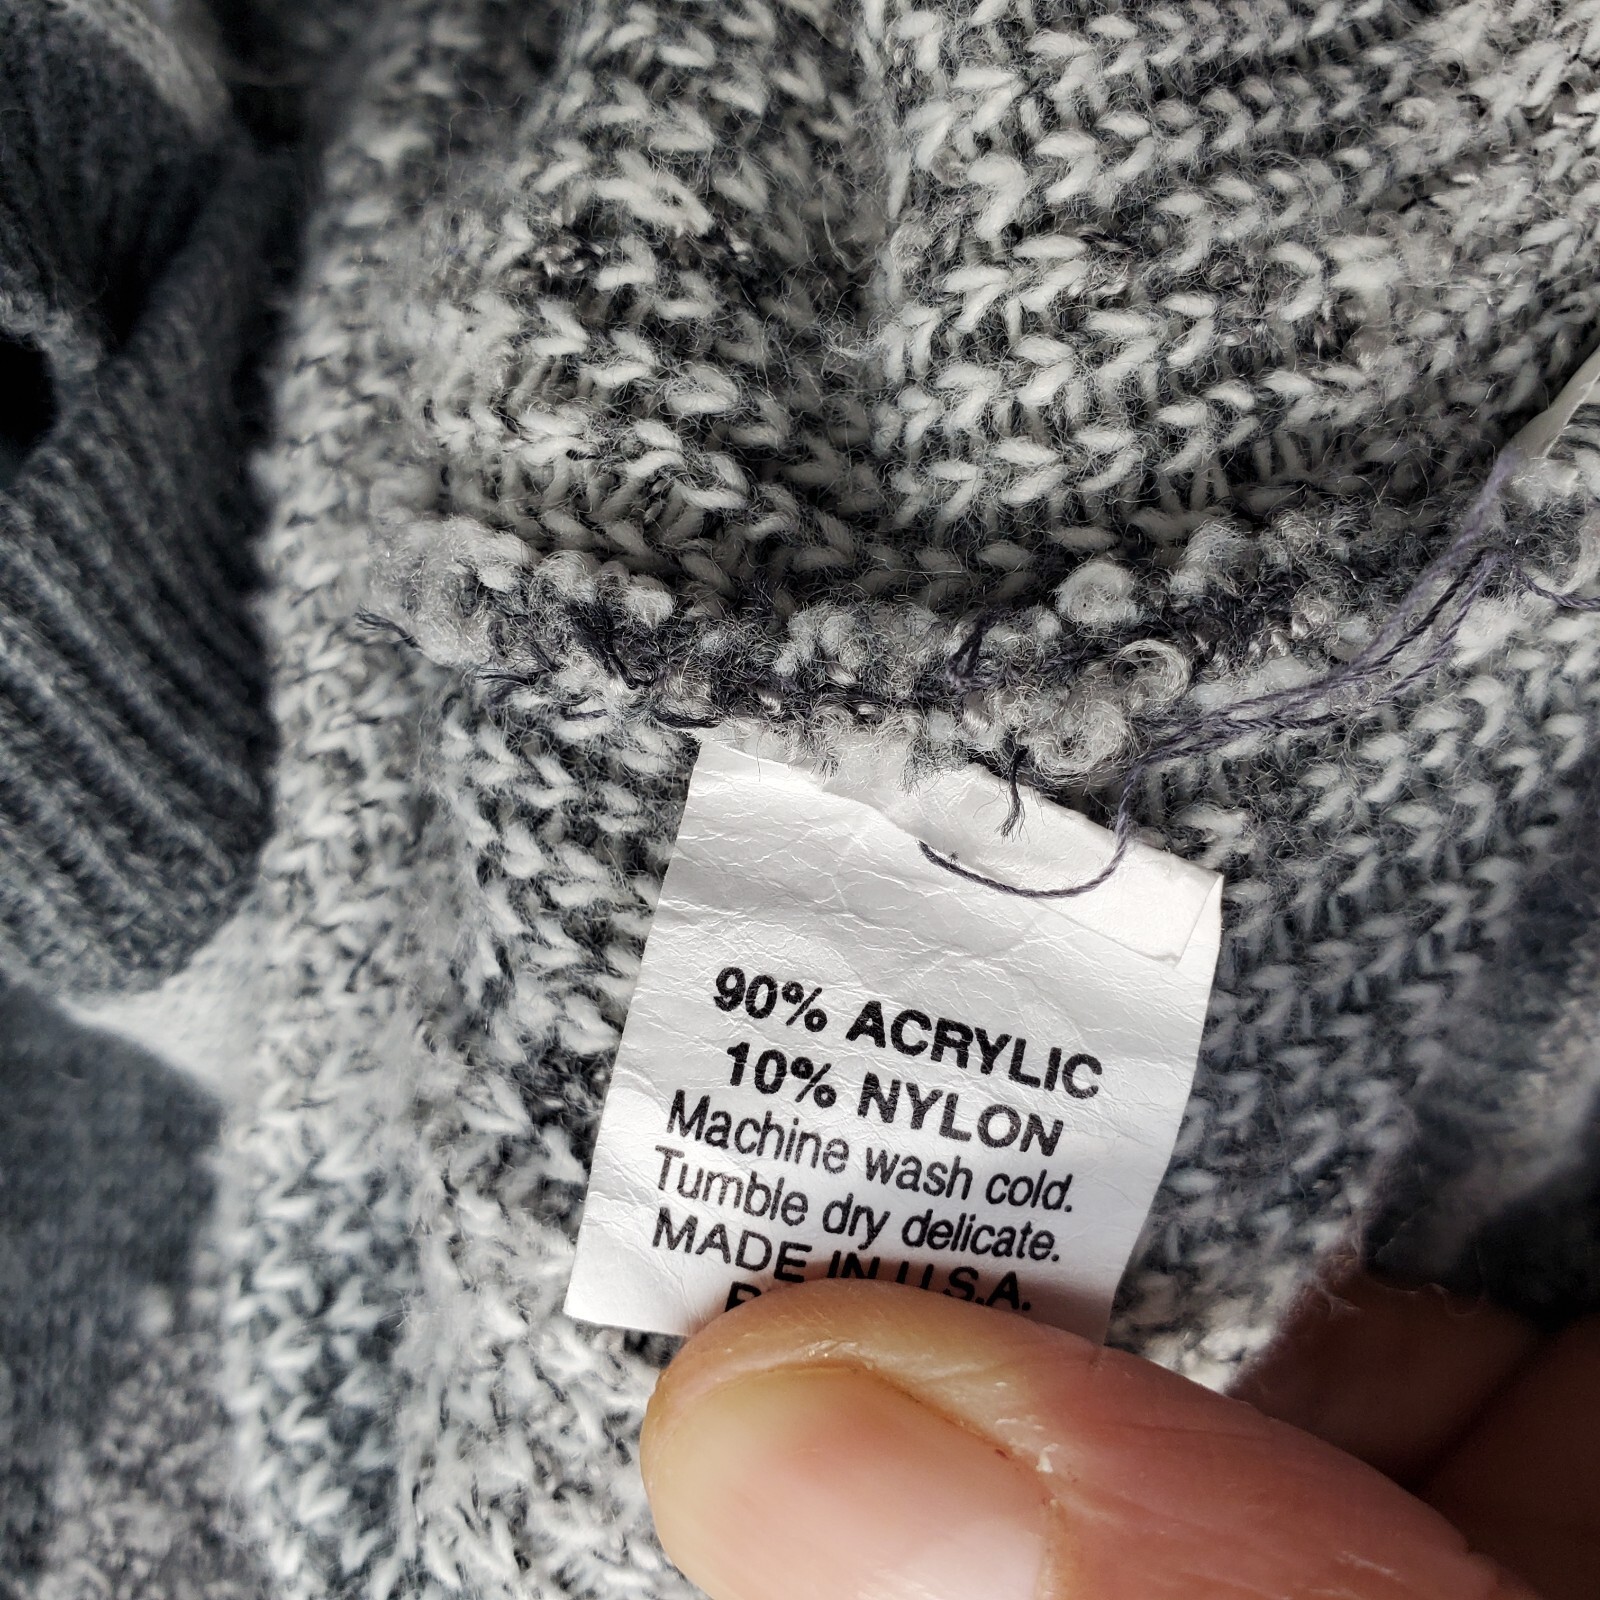 90% ACRYLIC
10% NYLON
Machine wash cold.
Tumble dry delicate.
MADE IN U.S.A.